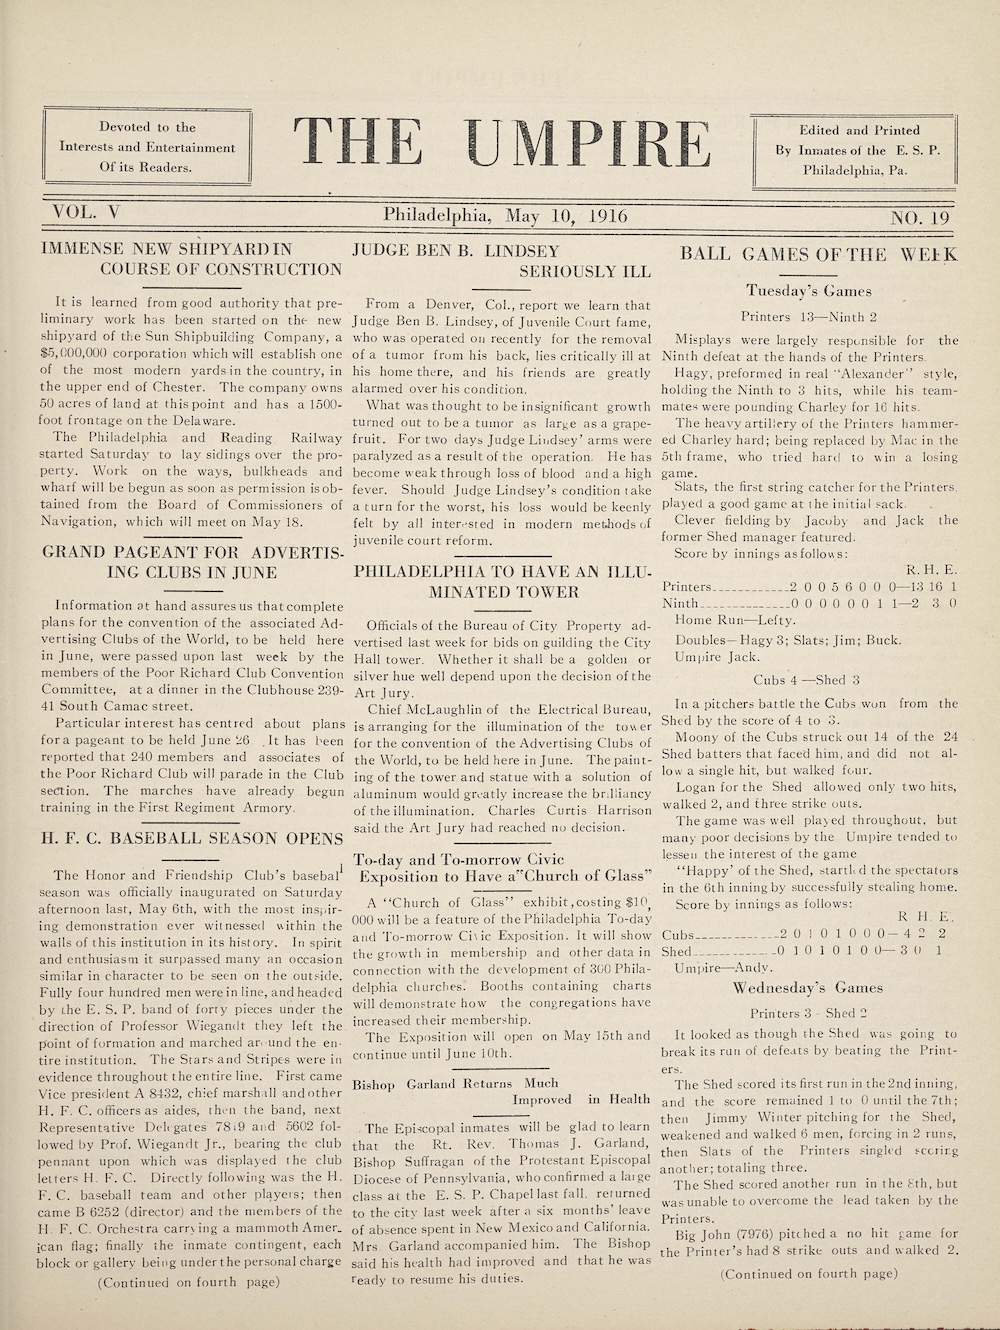 Devoted to the
Interests and Entertainment
Of its Readers.
THE UMPIRE
Edited and Printed
By Inmates of the E. S. P.
Philadelphia, Pa.
VOL. V
Philadelphia, May 10, 1916
NO. 19
IMMENSE NEW SHIPYARD IN
COURSE OF CONSTRUCTION
It is learned from good authority that pre-
liminary work has been started on the new
shipyard of the Sun Shipbuilding Company, a
$5,000,000 corporation which will establish one
of the most modern yards in the country, in
the upper end of Chester. The company owns
50 acres of land at this point and has a 1500-
foot frontage on the Delaware.
The Philadelphia and Reading Railway
started Saturday to lay sidings over the pro-
perty. Work on the ways, bulkheads and
wharf will be begun as soon as permission is ob-
tained from the Board of Commissioners of
Navigation, which will meet on May 18.
GRAND PAGEANT FOR ADVERTIS-
ING CLUBS IN JUNE
Information at hand assures us that complete
plans for the convention of the associated Ad-
vertising Clubs of the World, to be held here
in June, were passed upon last week by the
members of the Poor Richard Club Convention
Committee, at a dinner in the Clubhouse 239-
41 South Camac street.
Particular interest has centred about plans
for a pageant to be held June 26 . It has been
reported that 240 members and associates of
the Poor Richard Club will parade in the Club
section. The marches have already begun
training in the First Regiment Armory.
H. F. C. BASEBALL SEASON OPENS
The Honor and Friendship Club's basebal
season was officially inaugurated on Saturday
afternoon last, May 6th, with the most inspir-
ing demonstration ever witnessed within the
walls of this institution in its history. In spirit
and enthusiasm it surpassed many an occasion
similar in character to be seen on the outside.
Fully four hundred men were in line, and headed
by the E. S. P. band of forty pieces under the
direction of Professor Wiegandt they left the
point of formation and marched around the en-
tire institution. The Stars and Stripes were in
evidence throughout the entire line. First came
Vice president A 8432, chief marshall and other
H. F. C. officers as aides, then the band, next
Representative Delegates 7819 and 5602 fol-
lowed by Prof. Wiegandt Jr., bearing the club
pennant upon which was displayed the club
letters H. F. C. Directly following was the H.
F. C. baseball team and other players; then
came B 6252 (director) and the members of the
H. F. C. Orchestra carrying a mammoth Amer-
ican flag; finally the inmate contingent, each
block or gallery being under the personal charge
(Continued on fourth page)
JUDGE BEN B. LINDSEY
SERIOUSLY ILL
From a Denver, Col., report we learn that
Judge Ben B. Lindsey, of Juvenile Court fame,
who was operated on recently for the removal
of a tumor from his back, lies critically ill at
his home there, and his friends are greatly
alarmed over his condition.
What was thought to be insignificant growth
turned out to be a tumor as large as a grape-
fruit. For two days Judge Lindsey' arms were
paralyzed as a result of the operation. He has
become weak through loss of blood and a high
fever. Should Judge Lindsey's condition take
a turn for the worst, his loss would be keenly
felt by all interested in modern methods of
juvenile court reform.
PHILADELPHIA TO HAVE AN ILLU-
MINATED TOWER
Officials of the Bureau of City Property ad-
vertised last week for bids on guilding the City
Hall tower. Whether it shall be a golden or
silver hue well depend upon the decision of the
Art Jury.
Chief McLaughlin of the Electrical Bureau,
is arranging for the illumination of the tower
for the convention of the Advertising Clubs of
the World, to be held here in June. The paint-
ing of the tower and statue with a solution of
aluminum would greatly increase the brilliancy
of the illumination. Charles Curtis Harrison
said the Art Jury had reached no decision.
To-day and To-morrow Civic
Exposition to Have a "Church of Glass"
A "Church of Glass" exhibit, costing $10,
000 will be a feature of the Philadelphia To-day
and To-morrow Civic Exposition. It will show
the growth in membership and other data in
connection with the development of 300 Phila-
delphia churches. Booths containing charts
will demonstrate how the congregations have
increased their membership.
The Exposition will open on May 15th and
continue until June 10th.
Bishop Garland Returns Much
Improved in Health
The Episcopal inmates will be glad to learn
that the Rt. Rev. Thomas J. Garland,
Bishop Suffragan of the Protestant Episcopal
Diocese of Pennsylvania, who confirmed a large
class at the E. S. P. Chapel last fall, returned
to the city last week after a six months' leave
of absence spent in New Mexico and California.
Mrs. Garland accompanied him. The Bishop
said his health had improved and that he was
ready to resume his duties.
BALL GAMES OF THE WEEK
Tuesday's Games
Printers 13—Ninth 2
Misplays were largely responsible for the
Ninth defeat at the hands of the Printers.
Hagy, preformed in real "Alexander" style,
holding the Ninth to 3 hits, while his team-
mates were pounding Charley for 16 hits.
The heavy artillery of the Printers hammer-
ed Charley hard; being replaced by Mac in the
5th frame, who tried hard to win a losing
game.
Slats, the first string catcher for the Printers,
played a good game at the initial sack.
Clever fielding by Jacoby and Jack the
former Shed manager featured.
Score by innings as follows:
R. H. E.
Printers____________2 0 0 5 6 0 0 0—13 16 1
Ninth______________0 0 0 0 0 0 1 1—2 3 0
Home Run—Lefty.
Doubles—Hagy 3; Slats; Jim; Buck.
Umpire Jack.
Cubs 4—Shed 3
In a pitchers battle the Cubs won from the
Shed by the score of 4 to 3.
Moony of the Cubs struck out 14 of the 24
Shed batters that faced him, and did not al-
low a single hit, but walked four.
Logan for the Shed allowed only two hits,
walked 2, and three strike outs.
The game was well played throughout, but
many poor decisions by the Umpire tended to
lessen the interest of the game
"Happy' of the Shed, startled the spectators
in the 6th inning by successfully stealing home.
Score by innings as follows:
R H. E.
Cubs_____________2 0 1 0 1 0 0 0—4 2 2
Shed_____________0 1 0 1 0 1 0 0—3 0 1
Umpire—Andy.
Wednesday's Games
Printers 3 - Shed 2
It looked as though the Shed was going to
break its run of defeats by beating the Print-
ers.
The Shed scored its first run in the 2nd inning,
and the score remained 1 to 0 until the 7th;
then Jimmy Winter pitching for the Shed,
weakened and walked 6 men, forcing in 2 runs,
then Slats of the Printers singled scoring
another; totaling three.
The Shed scored another run in the 8th, but
was unable to overcome the lead taken by the
Printers.
Big John (7976) pitched a no hit game for
the Printer's had 8 strike outs and walked 2.
(Continued on fourth page)